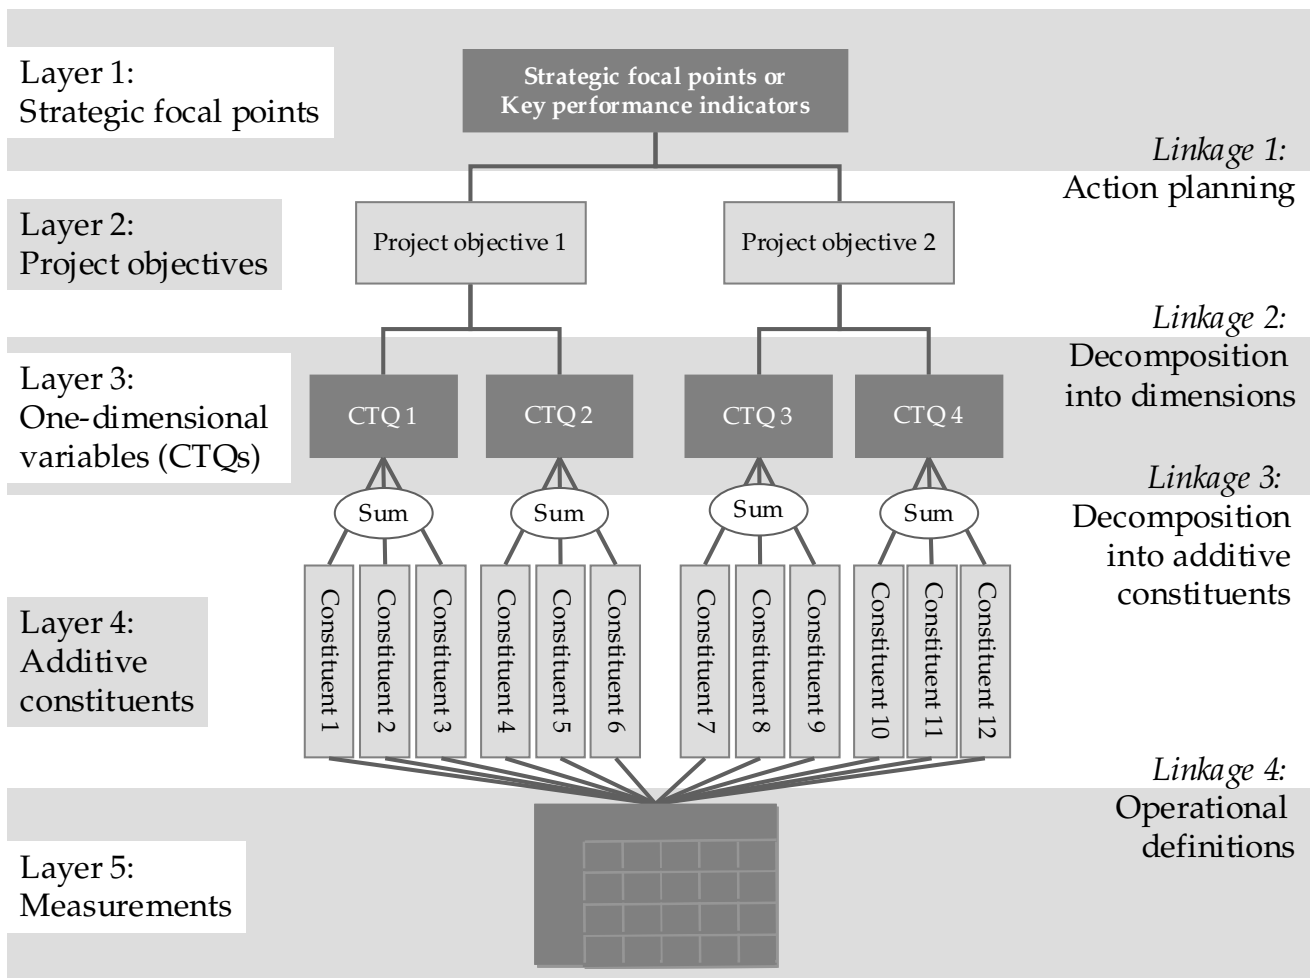 Layer 1:
Strategic focal points
Strategic focal points or
Key performance indicators
Linkage 1:
Action planning
Layer 2:
Project objectives
Project objective 1
Project objective 2
Linkage 2:
Decomposition
into dimensions
Layer 3:
One-dimensional
variables (CTQs)
CTQ 1
CTQ 2
CTQ 3
CTQ 4
Linkage 3:
Decomposition
into additive
constituents
Sum
Sum
Sum
Sum
Layer 4:
Additive
constituents
Constituent 1
Constituent 2
Constituent 3
Constituent 4
Constituent 5
Constituent 6
Constituent 7
Constituent 8
Constituent 9
Constituent 10
Constituent 11
Constituent 12
Linkage 4:
Operational
definitions
Layer 5:
Measurements